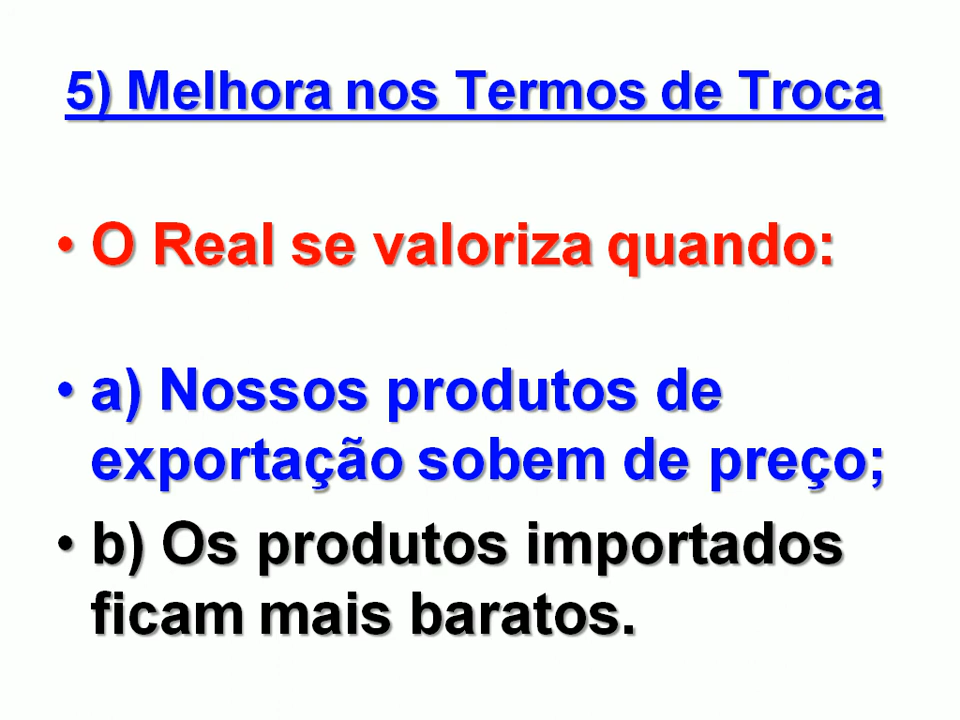 5) Melhora nos Termos de Troca
• O Real se valoriza quando:
• a) Nossos produtos de
exportação sobem de preço;
• b) Os produtos importados
ficam mais baratos.